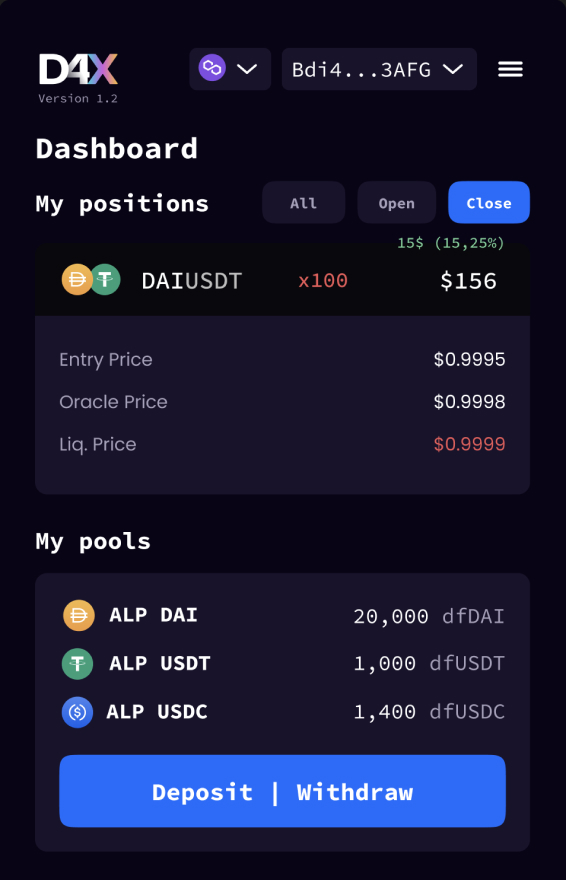 D4X
Version 1.2
Bdi4...3AFG
Dashboard
My positions
All
Open
Close
15$ (15,25%)
DAIUSDT x100 $156
Entry Price $0.9995
Oracle Price $0.9998
Liq. Price $0.9999
My pools
ALP DAI 20,000 dfDAI
ALP USDT 1,000 dfUSDT
ALP USDC 1,400 dfUSDC
Deposit | Withdraw